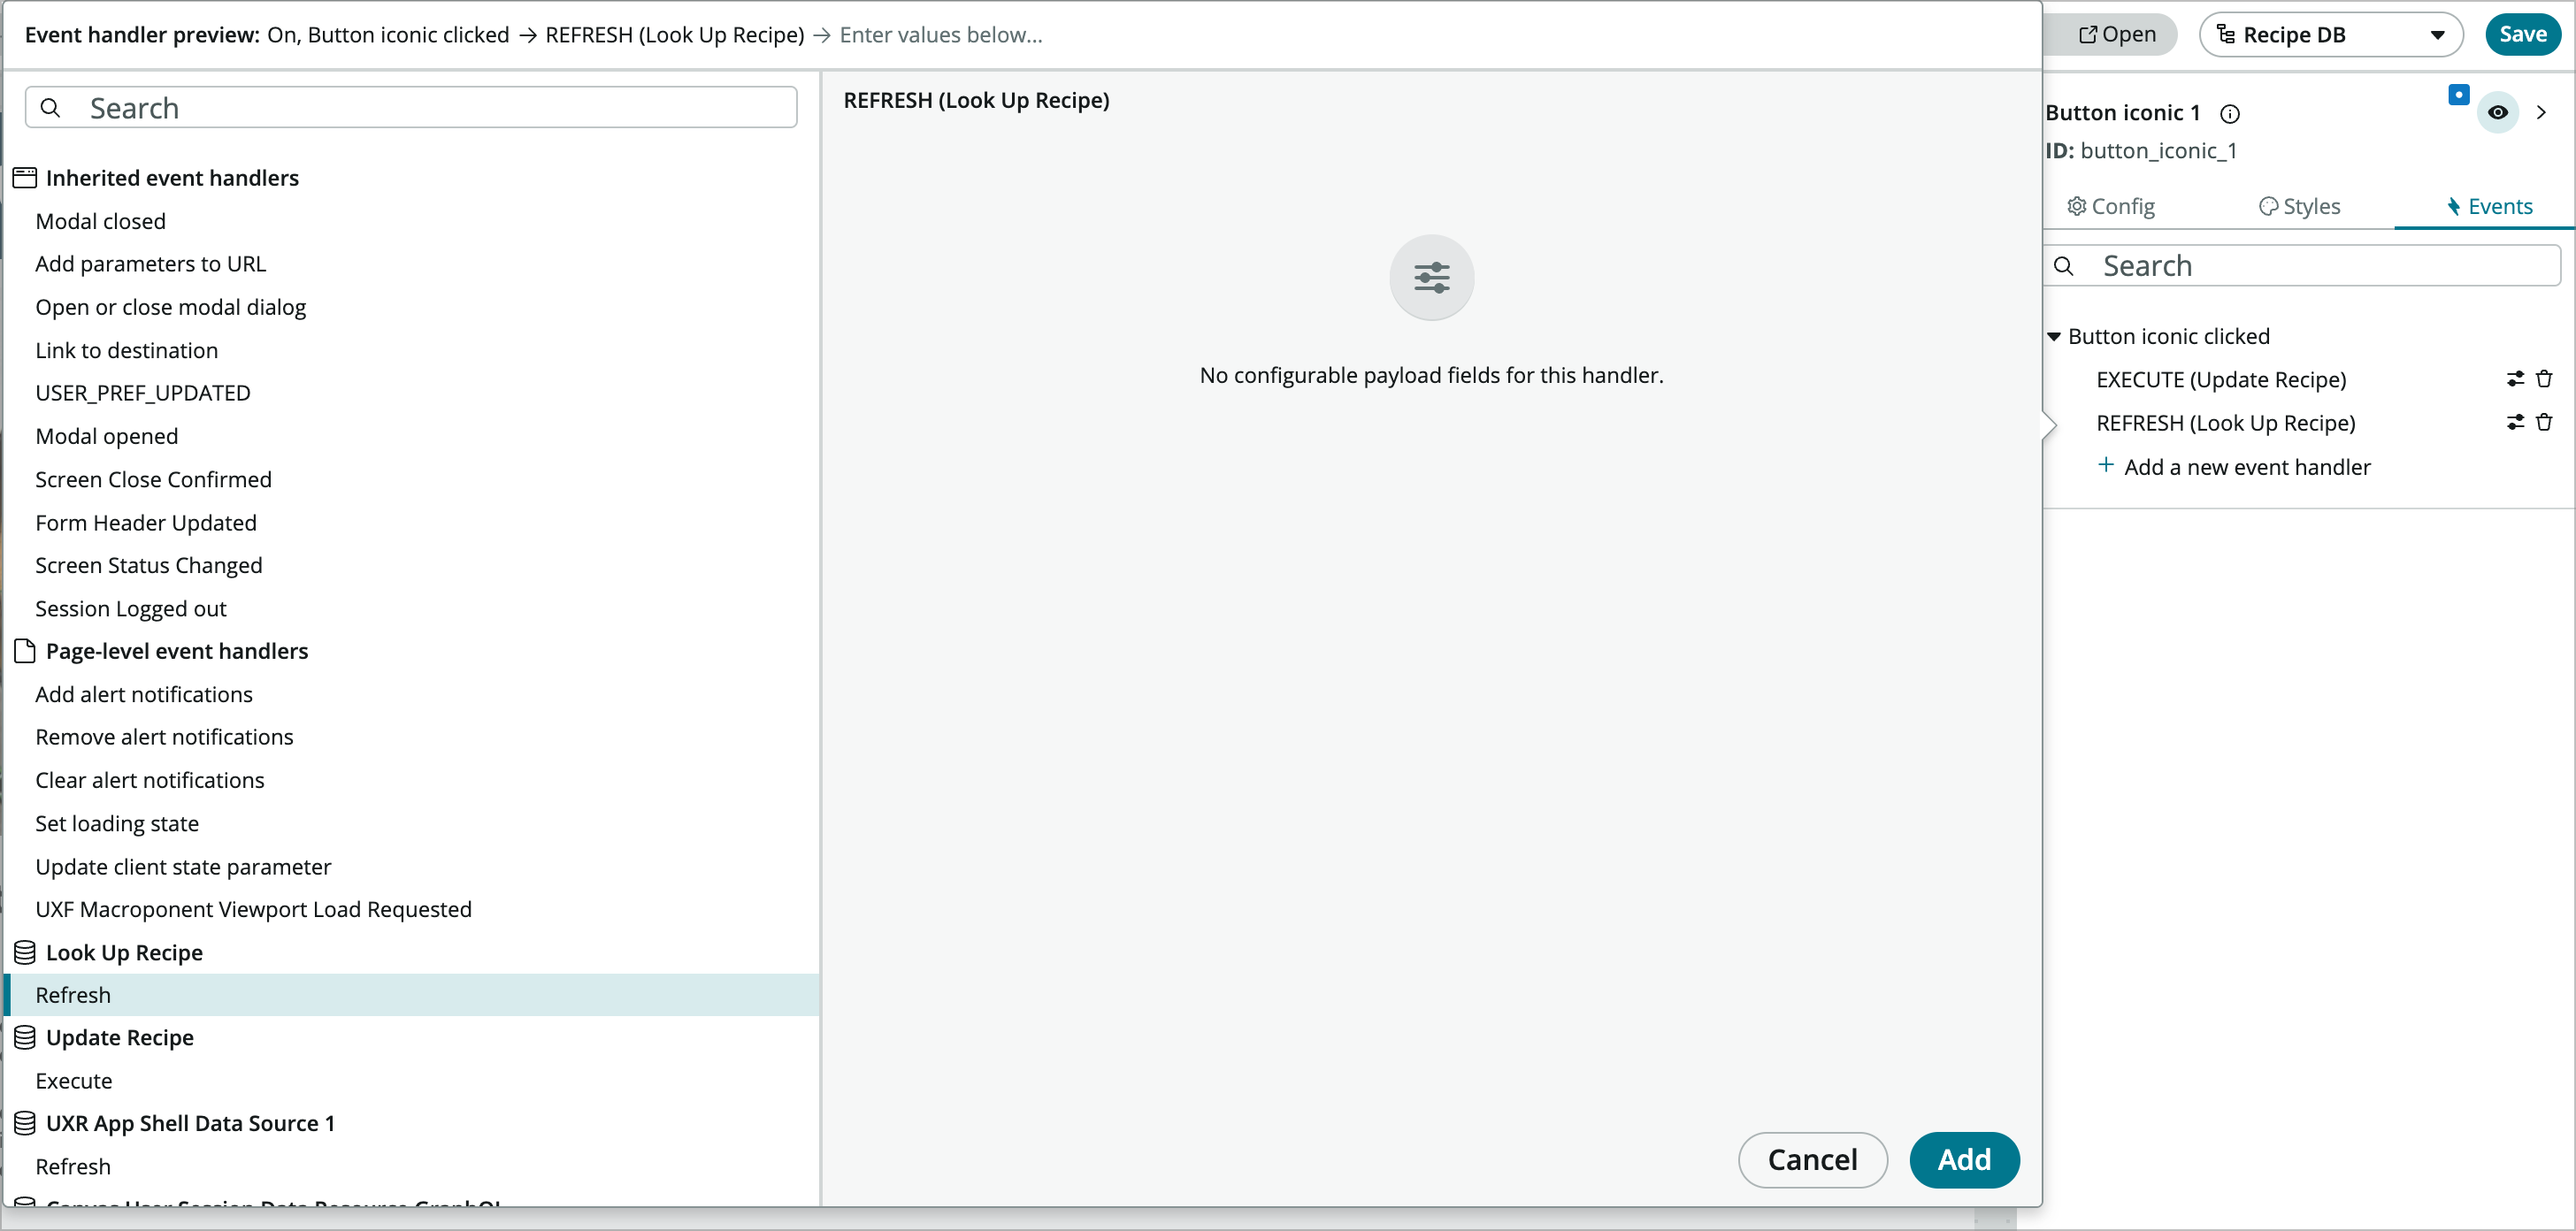 Event handler preview: On, Button iconic clicked → REFRESH (Look Up Recipe) → Enter values below...
Search
Inherited event handlers
Modal closed
Add parameters to URL
Open or close modal dialog
Link to destination
USER_PREF_UPDATED
Modal opened
Screen Close Confirmed
Form Header Updated
Screen Status Changed
Session Logged out
Page-level event handlers
Add alert notifications
Remove alert notifications
Clear alert notifications
Set loading state
Update client state parameter
UXF Macroponent Viewport Load Requested
Look Up Recipe
Refresh
Update Recipe
Execute
UXR App Shell Data Source 1
Refresh
Canvas User Session Data Resource GraphQL
REFRESH (Look Up Recipe)
No configurable payload fields for this handler.
Cancel
Add
Open
Recipe DB
Save
Button iconic 1
ID: button_iconic_1
Config
Styles
Events
Search
Button iconic clicked
EXECUTE (Update Recipe)
REFRESH (Look Up Recipe)
+ Add a new event handler